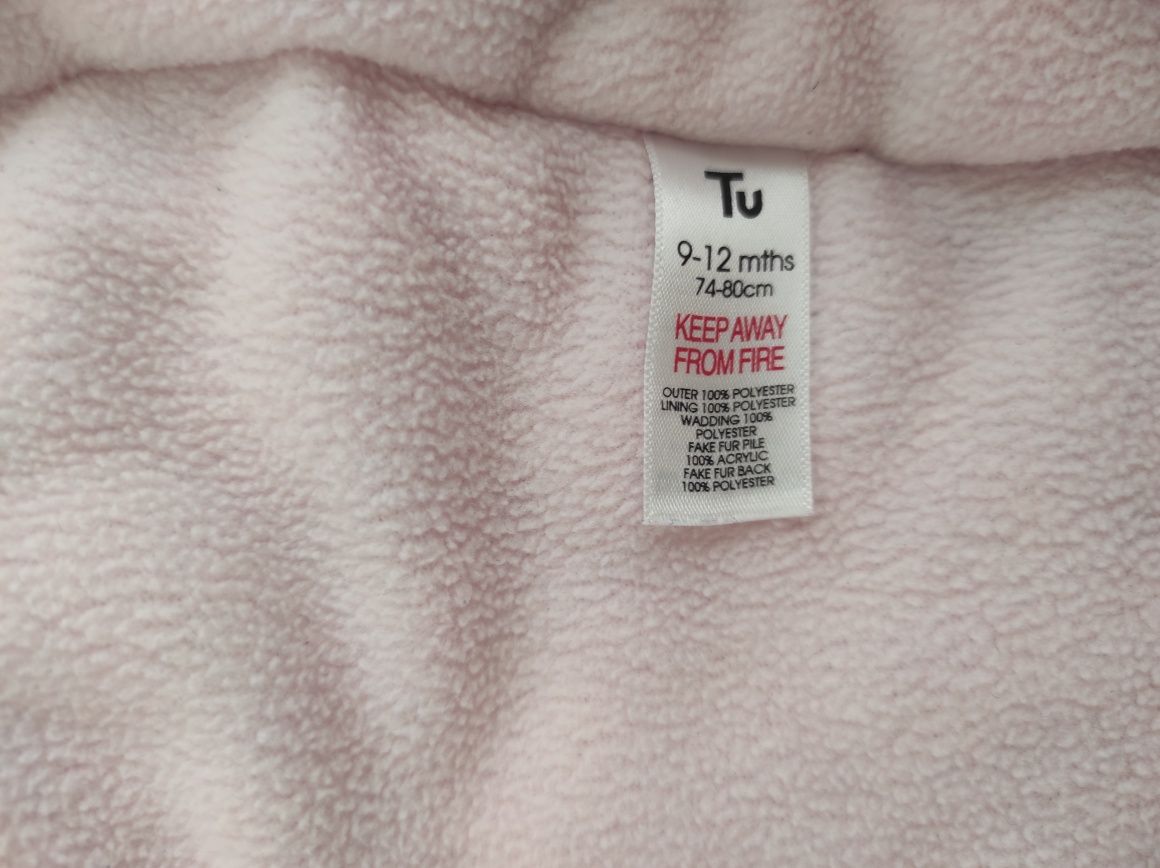 Tu
9-12 mths
74-80cm
KEEP AWAY
FROM FIRE
OUTER 100% POLYESTER
LINING 100% POLYESTER
WADDING 100%
POLYESTER
FAKE FUR PILE
100% ACRYLIC
FAKE FUR BACK
100% POLYESTER